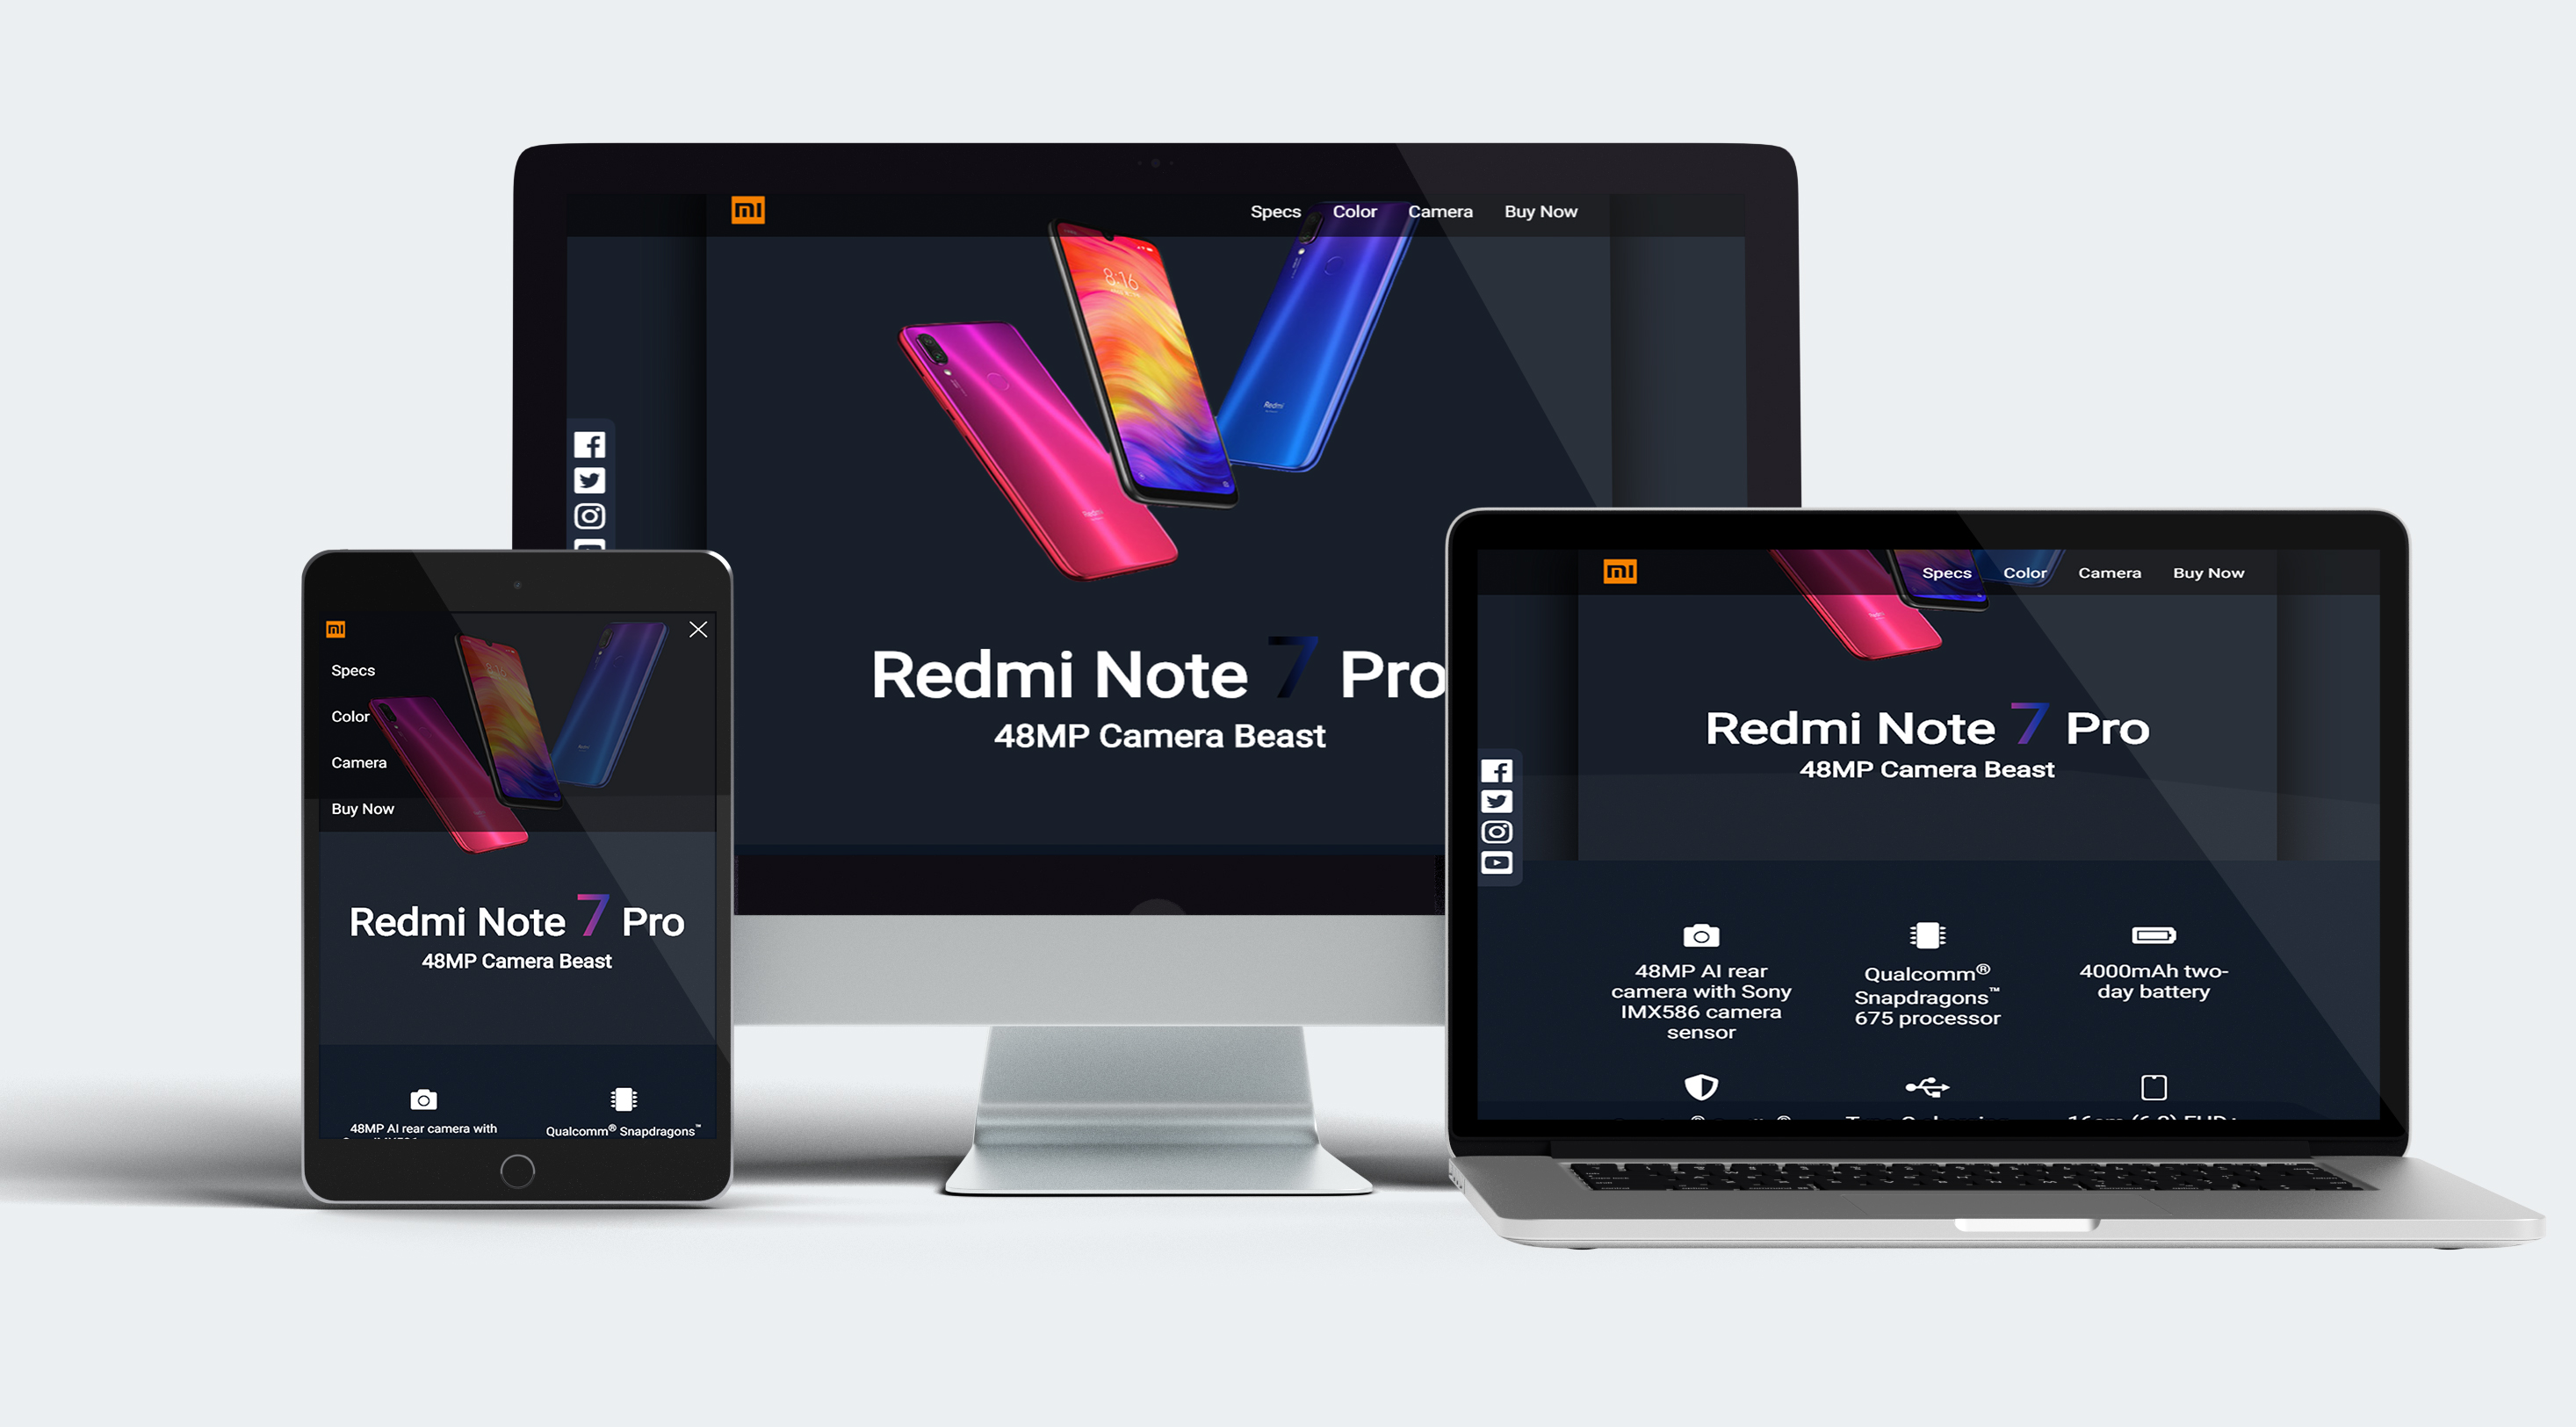 mi
Specs
Color
Camera
Buy Now
8:16
Redmi
Redmi
Redmi Note 7 Pro
48MP Camera Beast
mi
Specs
Color
Camera
Buy Now
Redmi Note 7 Pro
48MP Camera Beast
48MP AI rear camera with
Qualcomm® Snapdragons™
mi
Specs
Color
Camera
Buy Now
Redmi Note 7 Pro
48MP Camera Beast
48MP AI rear
camera with Sony
IMX586 camera
sensor
Qualcomm®
Snapdragons™
675 processor
4000mAh two-
day battery